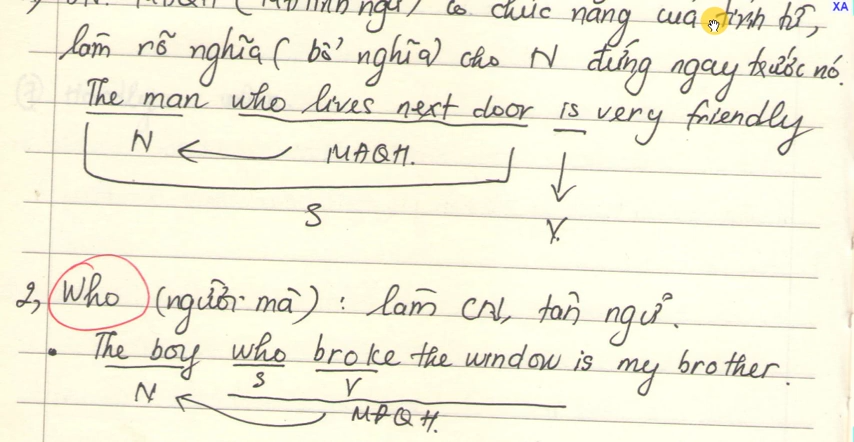 XA
có chức năng của tính từ,
làm rõ nghĩa ( bổ nghĩa) cho N đứng ngay trước nó.
The man who lives next door is very friendly
N MĐQH.
S V.
2, Who (người mà) : làm CN, tân ngữ.
• The boy who broke the window is my brother.
S V
N MĐQH.